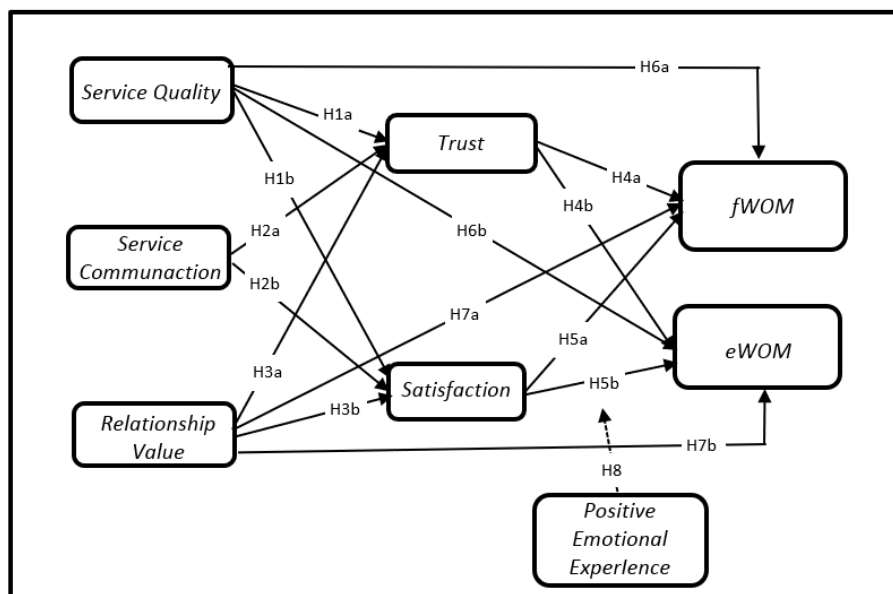 H6a
Service Quality
H1a
Trust
H1b
H4a
fWOM
H4b
H2a
H6b
Service
Communaction
H2b
H7a
eWOM
H5a
H3a
Satisfaction
H5b
H3b
Relationship
Value
H7b
H8
Positive
Emotional
Experlence